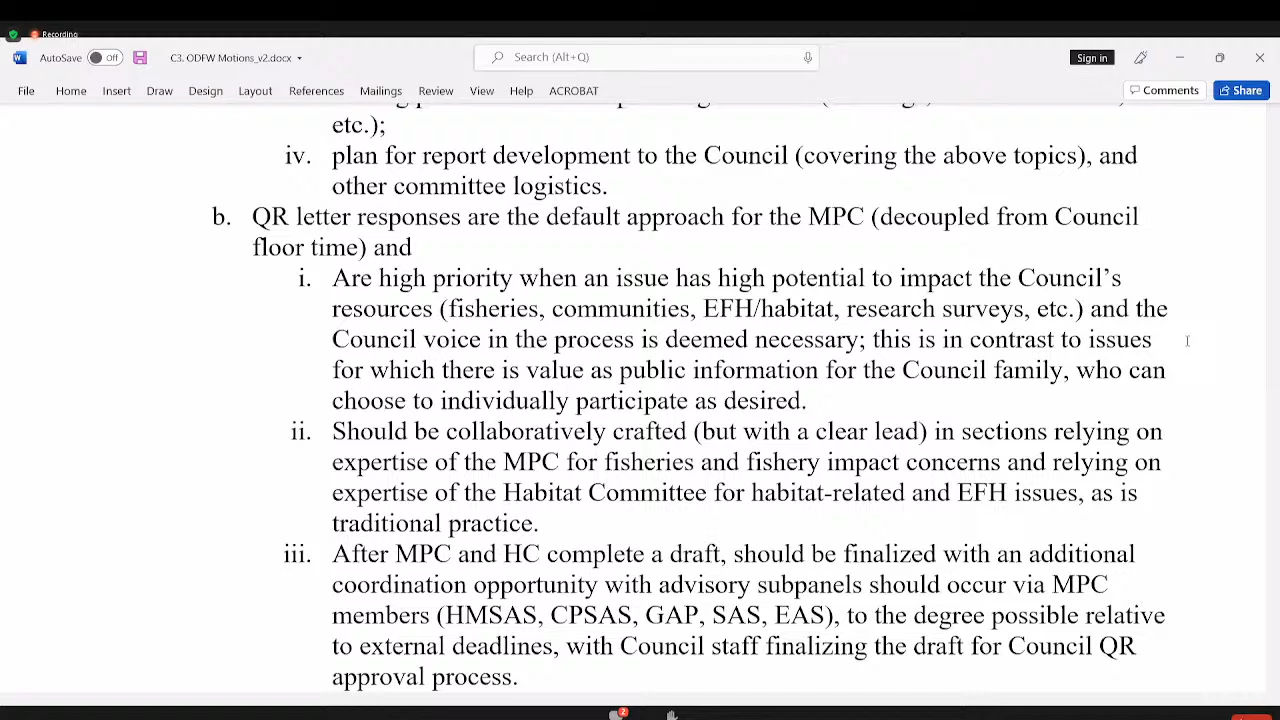 Recording
AutoSave Off C3. ODFW Motions_v2.docx Search (Alt+Q) Sign in
File Home Insert Draw Design Layout References Mailings Review View Help ACROBAT Comments Share
etc.);
iv. plan for report development to the Council (covering the above topics), and
other committee logistics.
b. QR letter responses are the default approach for the MPC (decoupled from Council
floor time) and
i. Are high priority when an issue has high potential to impact the Council's
resources (fisheries, communities, EFH/habitat, research surveys, etc.) and the
Council voice in the process is deemed necessary; this is in contrast to issues
for which there is value as public information for the Council family, who can
choose to individually participate as desired.
ii. Should be collaboratively crafted (but with a clear lead) in sections relying on
expertise of the MPC for fisheries and fishery impact concerns and relying on
expertise of the Habitat Committee for habitat-related and EFH issues, as is
traditional practice.
iii. After MPC and HC complete a draft, should be finalized with an additional
coordination opportunity with advisory subpanels should occur via MPC
members (HMSAS, CPSAS, GAP, SAS, EAS), to the degree possible relative
to external deadlines, with Council staff finalizing the draft for Council QR
approval process.
2